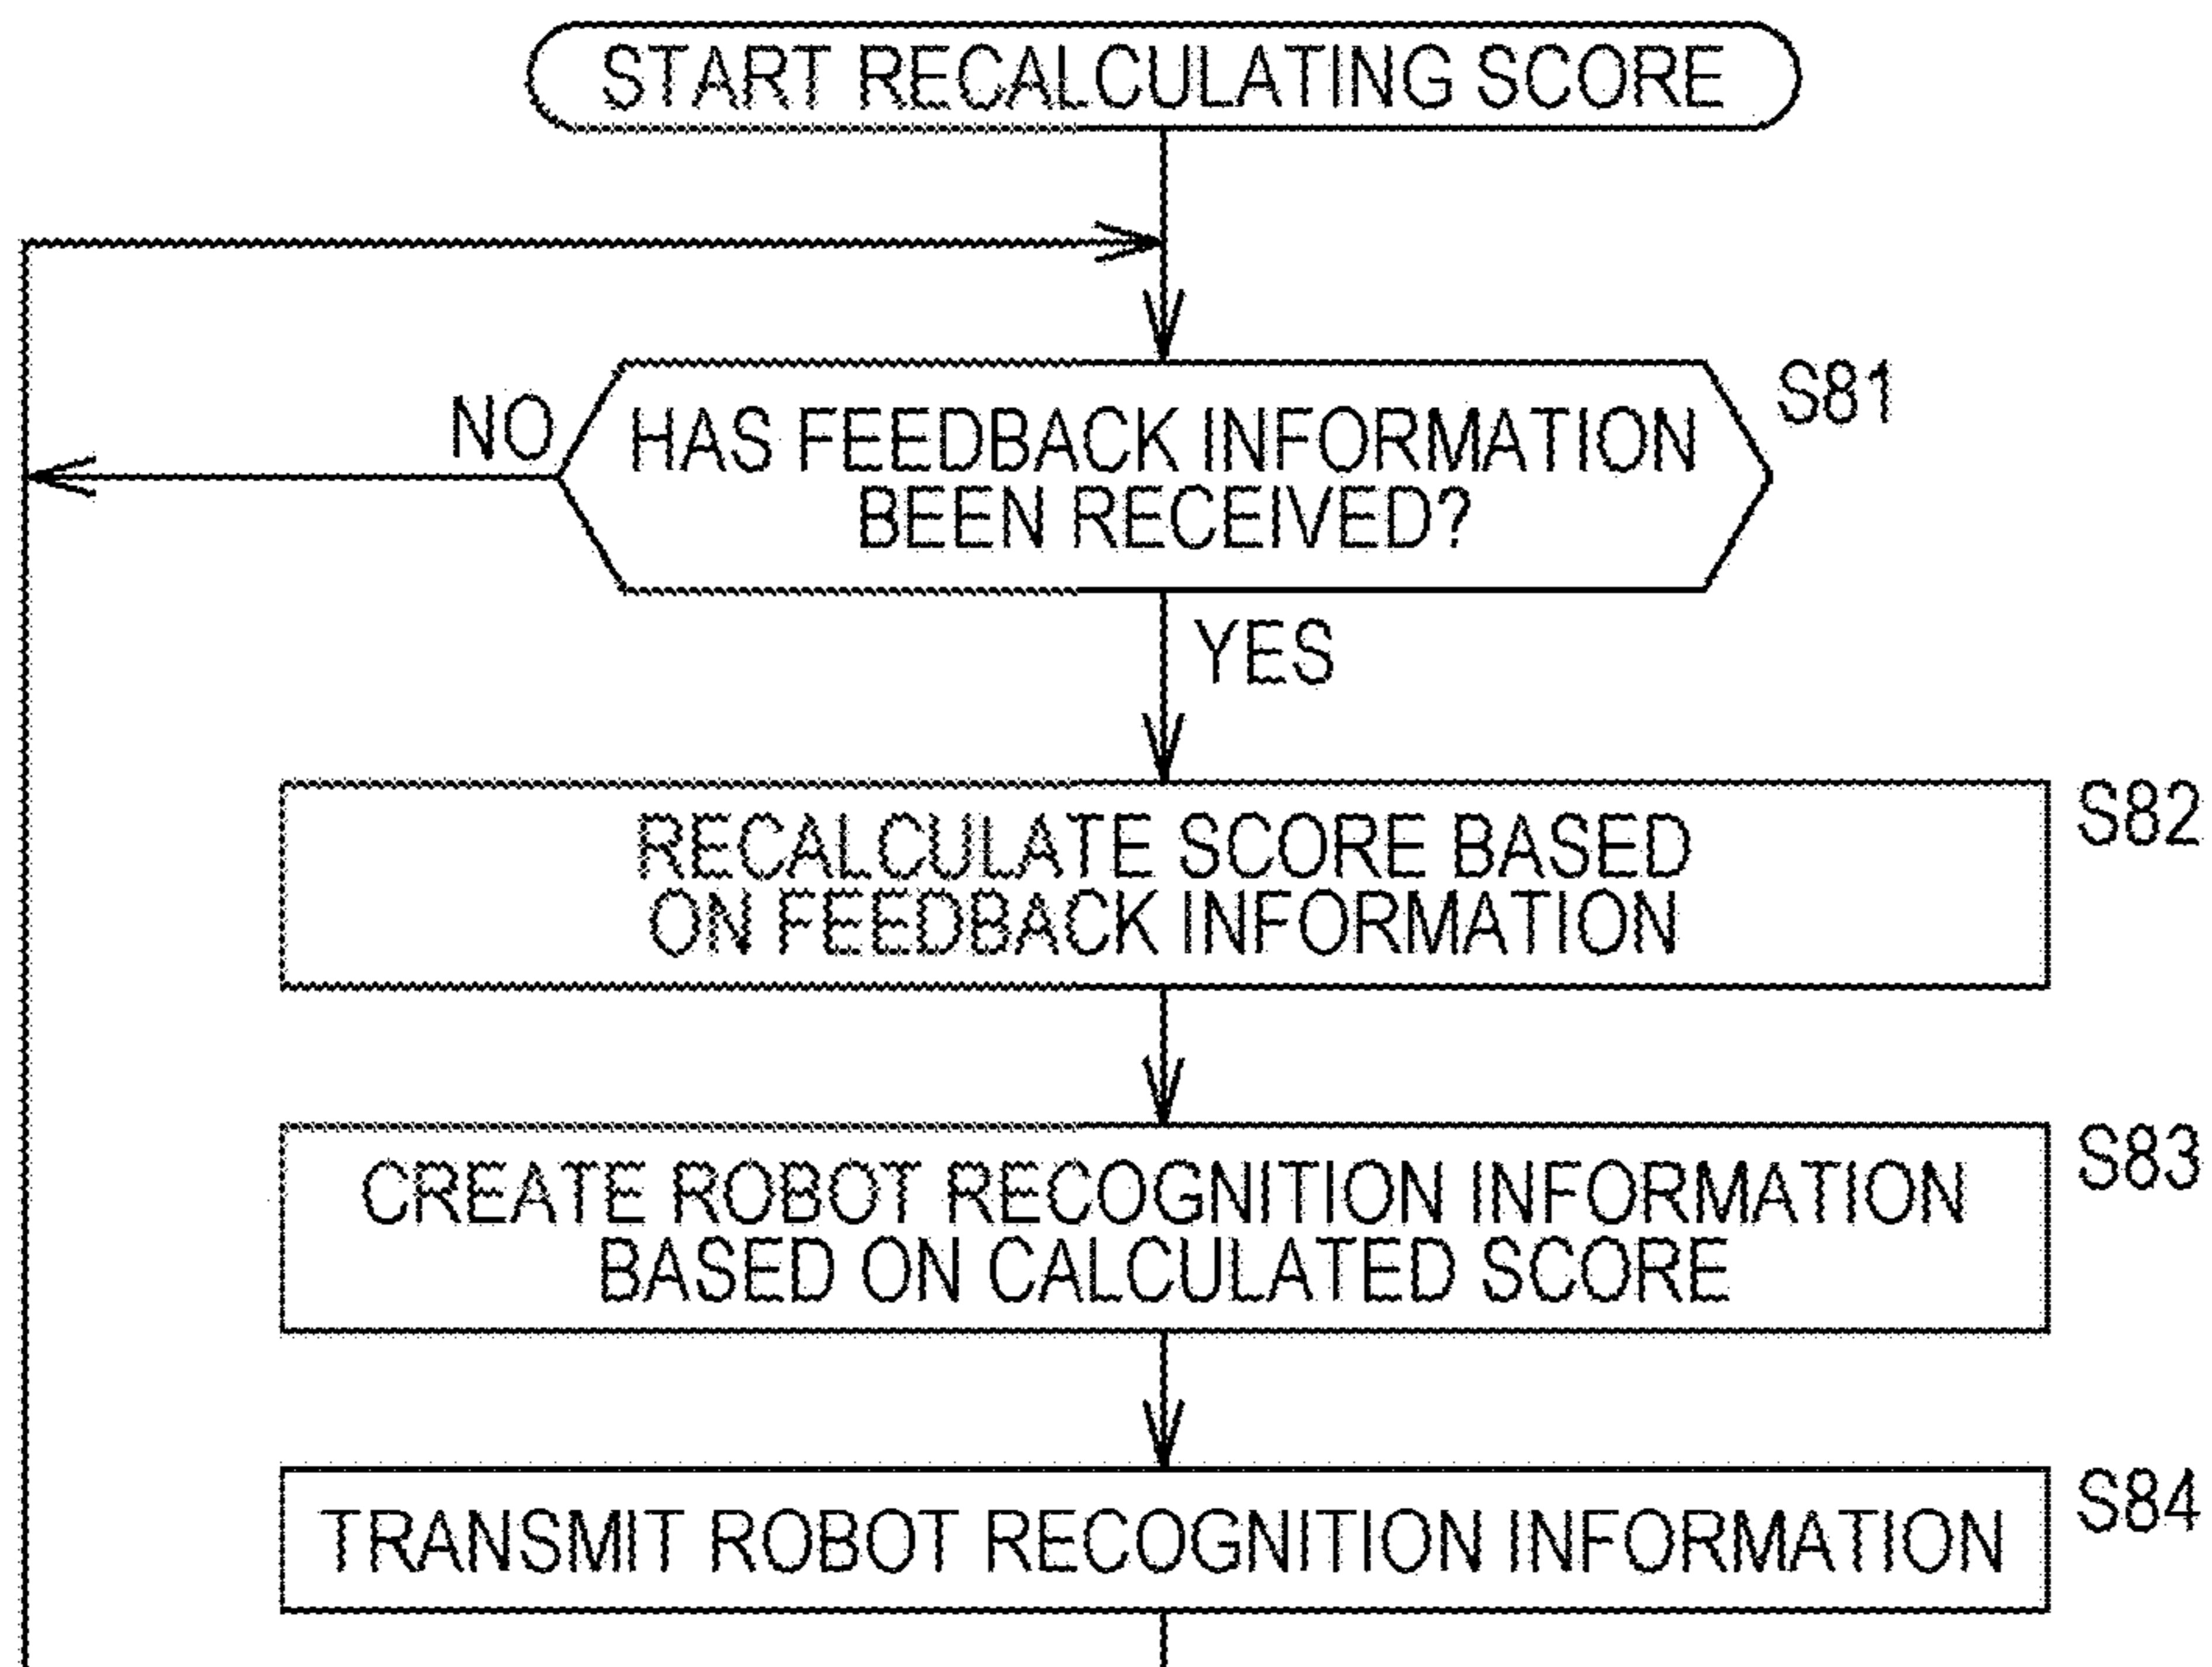 START RECALCULATING SCORE
S81
NO
HAS FEEDBACK INFORMATION
BEEN RECEIVED?
YES
S82
RECALCULATE SCORE BASED
ON FEEDBACK INFORMATION
S83
CREATE ROBOT RECOGNITION INFORMATION
BASED ON CALCULATED SCORE
S84
TRANSMIT ROBOT RECOGNITION INFORMATION